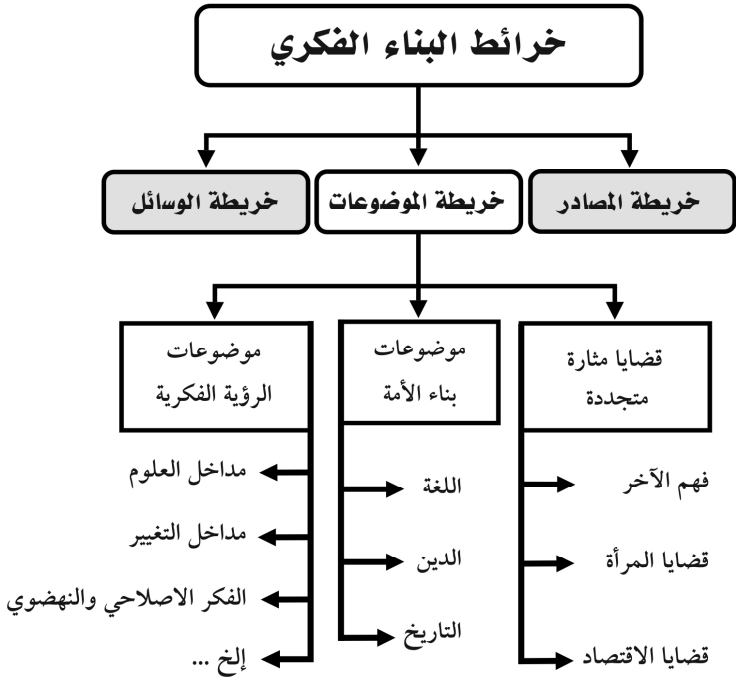 خرائط البناء الفكري
خريطة المصادر
خريطة الموضوعات
خريطة الوسائل
قضايا مثارة
متجددة
فهم الآخر
قضايا المرأة
قضايا الاقتصاد
موضوعات
بناء الأمة
اللغة
الدين
التاريخ
موضوعات
الرؤية الفكرية
مداخل العلوم
مداخل التغيير
الفكر الاصلاحي والنهضوي
إلخ ...